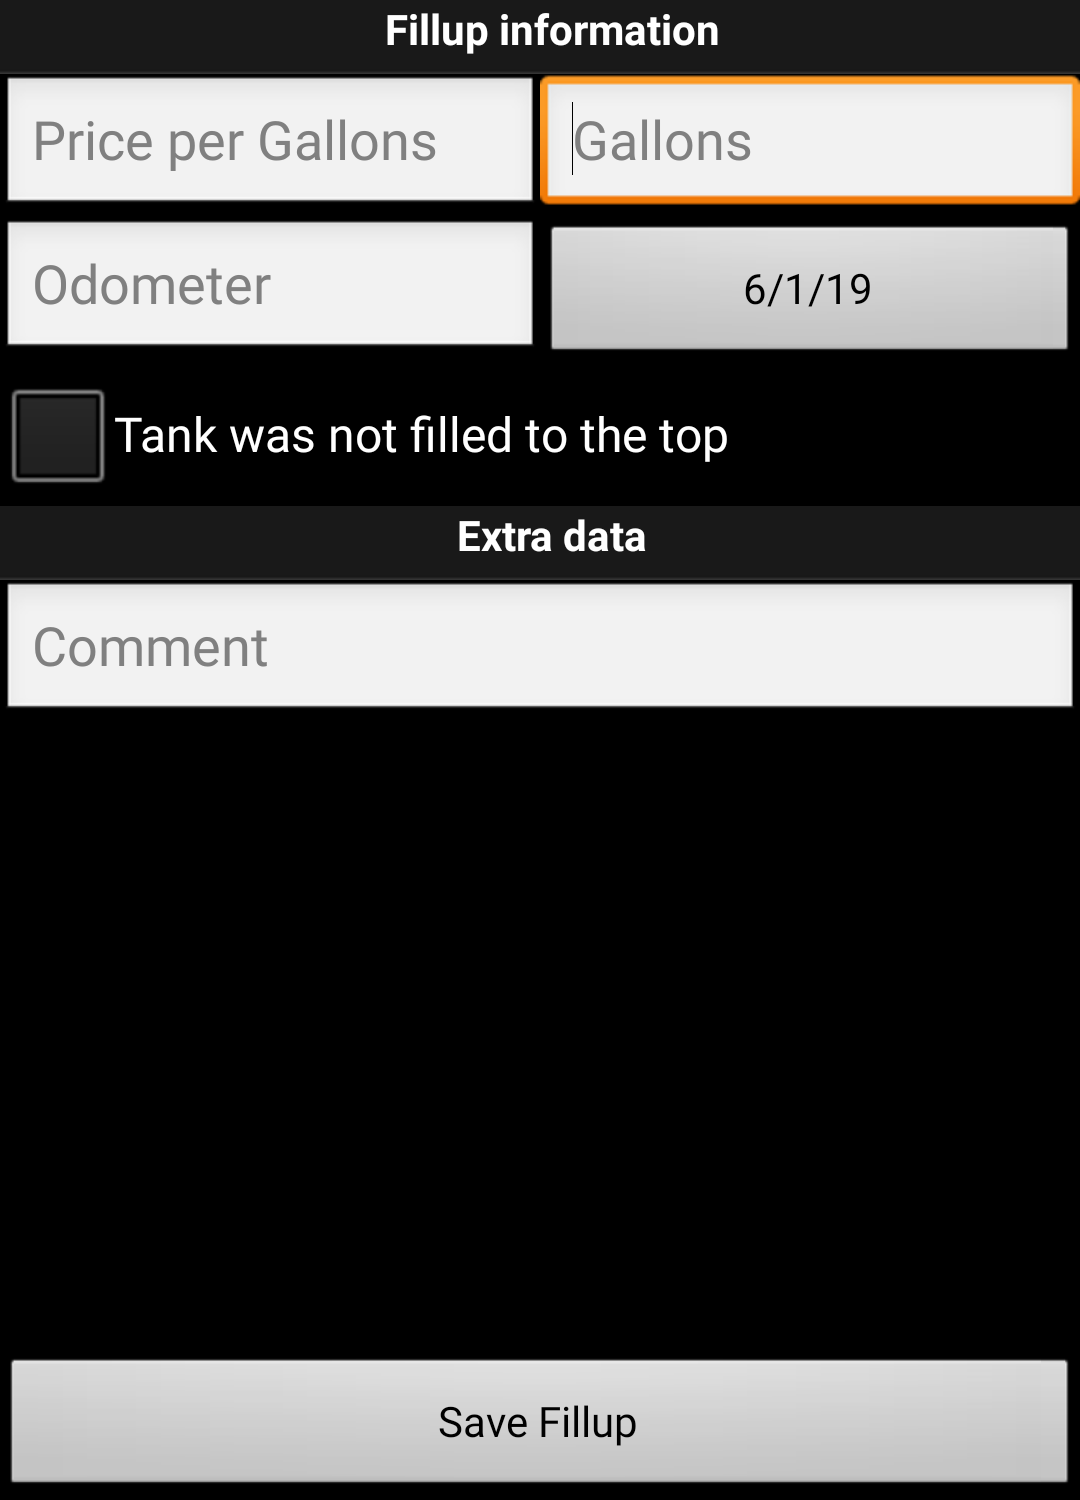 Fillup information
Price per Gallons
Gallons
Odometer
6/1/19
Tank was not filled to the top
Extra data
Comment
Save Fillup